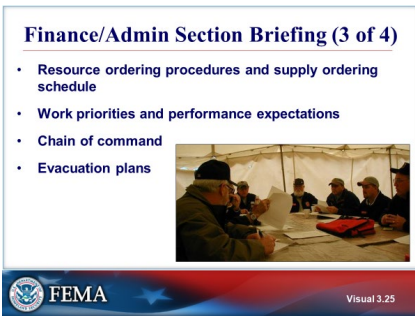 Finance/Admin Section Briefing (3 of 4)
• Resource ordering procedures and supply ordering
schedule
• Work priorities and performance expectations
• Chain of command
• Evacuation plans
FEMA
Visual 3.25